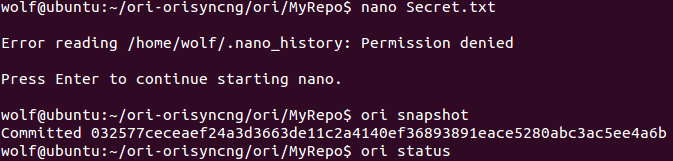 wolf@ubuntu:~/ori-orisyncng/ori/MyRepo$ nano Secret.txt
Error reading /home/wolf/.nano_history: Permission denied
Press Enter to continue starting nano.
wolf@ubuntu:~/ori-orisyncng/ori/MyRepo$ ori snapshot
Committed 032577ceceaef24a3d3663de11c2a4140ef36893891eace5280abc3ac5ee4a6b
wolf@ubuntu:~/ori-orisyncng/ori/MyRepo$ ori status